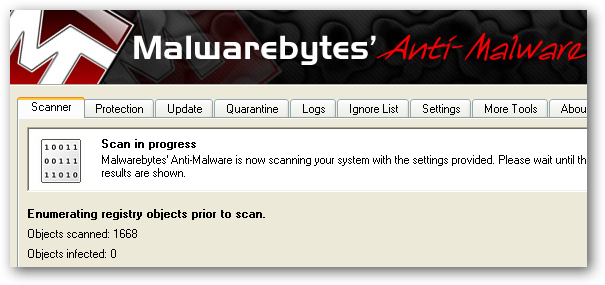 Malwarebytes' Anti-Malware
Scanner Protection Update Quarantine Logs Ignore List Settings More Tools Abou
10011
00111
11010
Scan in progress
Malwarebytes' Anti-Malware is now scanning your system with the settings provided. Please wait until th
results are shown.
Enumerating registry objects prior to scan.
Objects scanned: 1668
Objects infected: 0